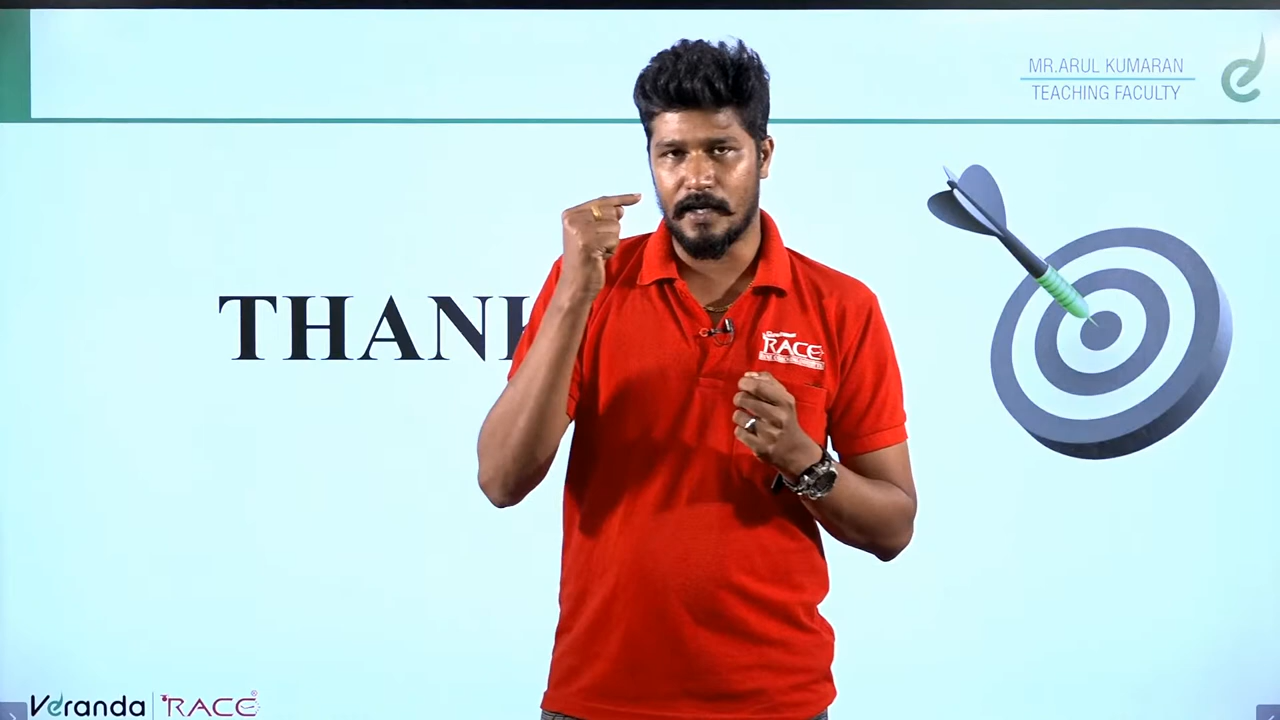 MR.ARUL KUMARAN
TEACHING FACULTY
THANK
RACE
Veranda RACE